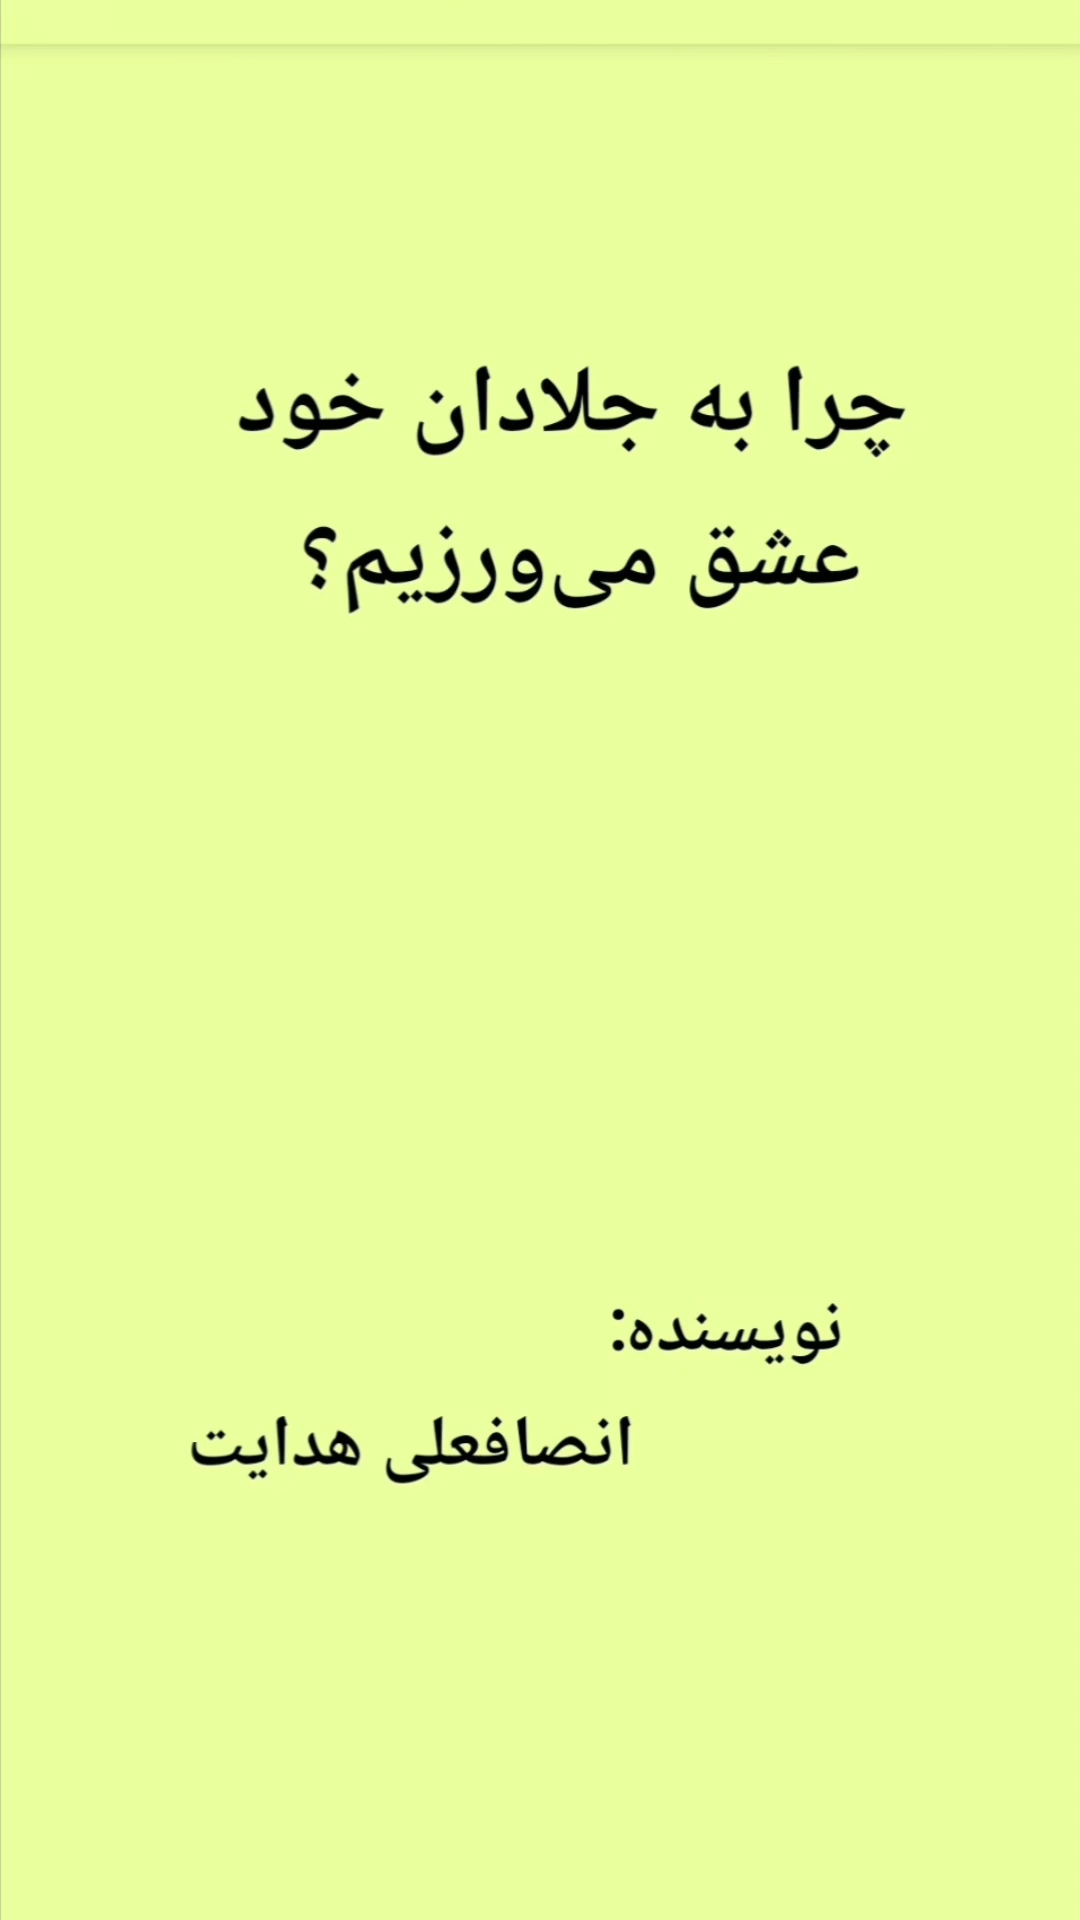 چرا به جلادان خود
عشق می‌ورزیم؟
نویسنده:
انصافعلی هدایت